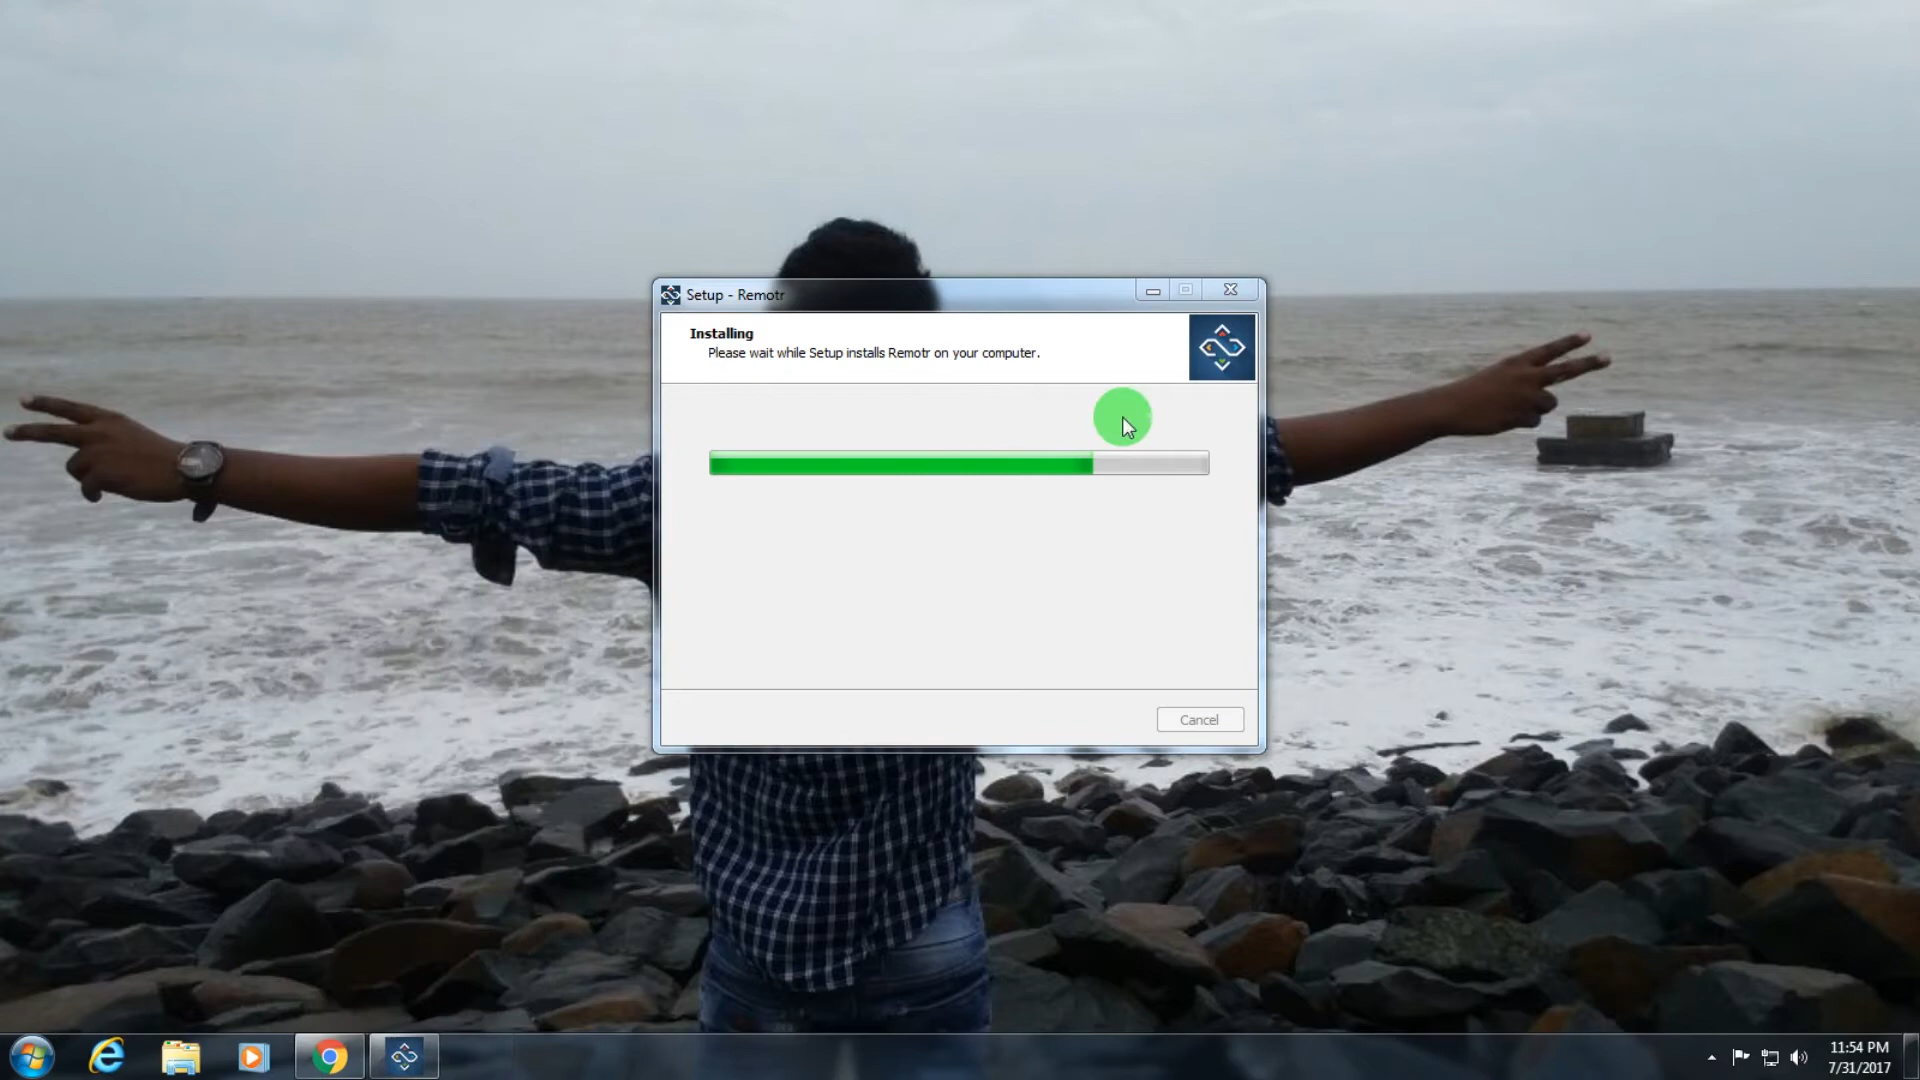 Setup - Remotr
Installing
Please wait while Setup installs Remotr on your computer.
Cancel
11:54 PM
7/31/2017